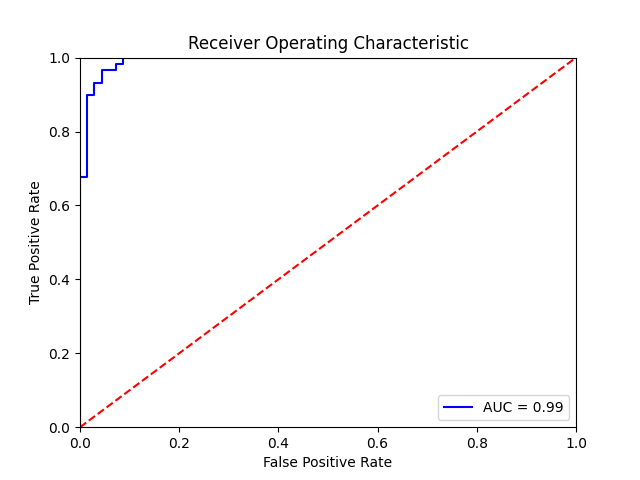 Receiver Operating Characteristic
True Positive Rate
1.0
0.8
0.6
0.4
0.2
0.0
AUC = 0.99
0.0 0.2 0.4 0.6 0.8 1.0
False Positive Rate